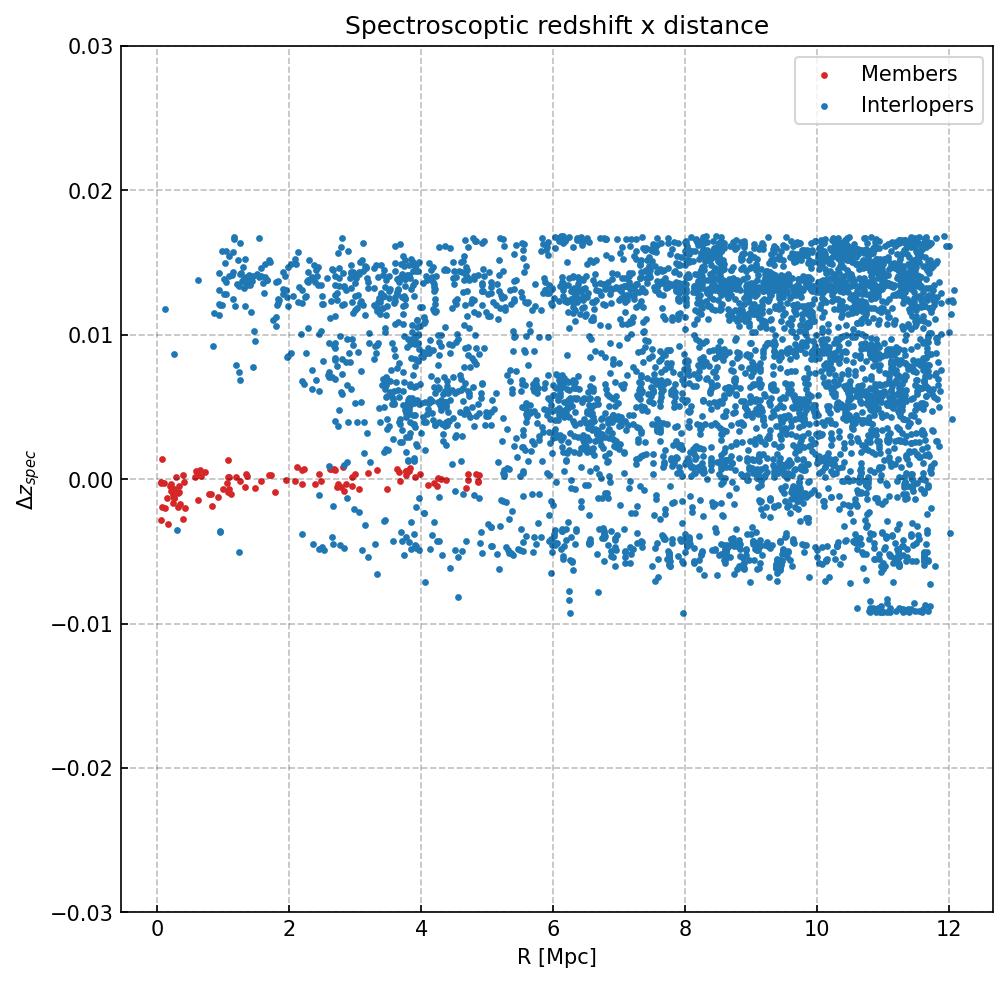 Spectroscoptic redshift x distance
Members
Interlopers
0.03
0.02
0.01
0.00
−0.01
−0.02
−0.03
Δz_spec
0 2 4 6 8 10 12
R [Mpc]